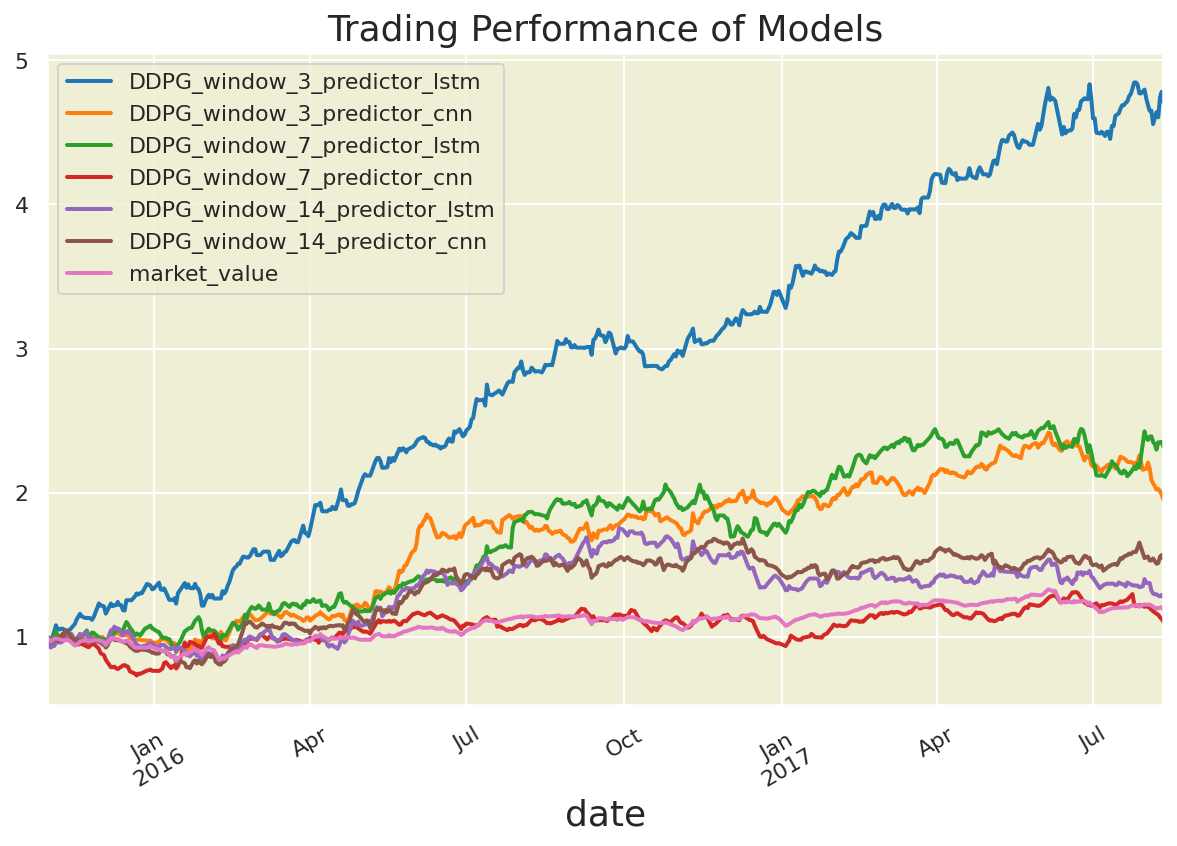 Trading Performance of Models
5
4
3
2
1
DDPG_window_3_predictor_lstm
DDPG_window_3_predictor_cnn
DDPG_window_7_predictor_lstm
DDPG_window_7_predictor_cnn
DDPG_window_14_predictor_lstm
DDPG_window_14_predictor_cnn
market_value
Jan
2016
Apr
Jul
Oct
Jan
2017
Apr
Jul
date